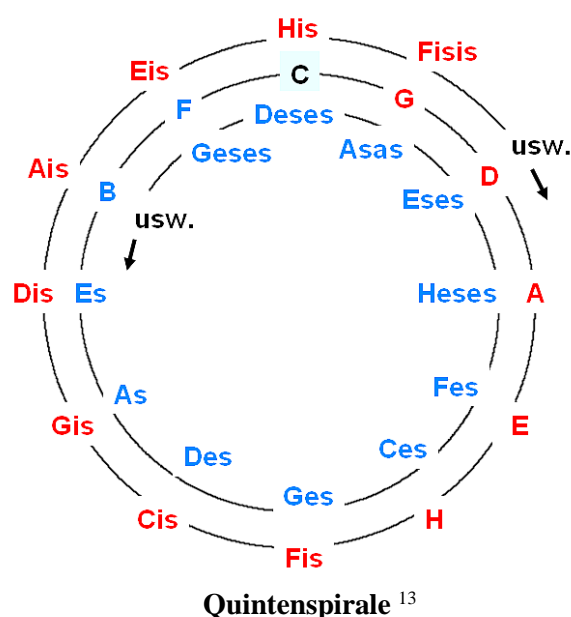 His
Fisis
Eis
C
F
G
Deses
usw.
Geses
Asas
Ais
D
B
Eses
usw.
Dis
Es
Heses
A
Fes
As
Gis
E
Ces
Des
Ges
Cis
H
Fis
Quintenspirale 13